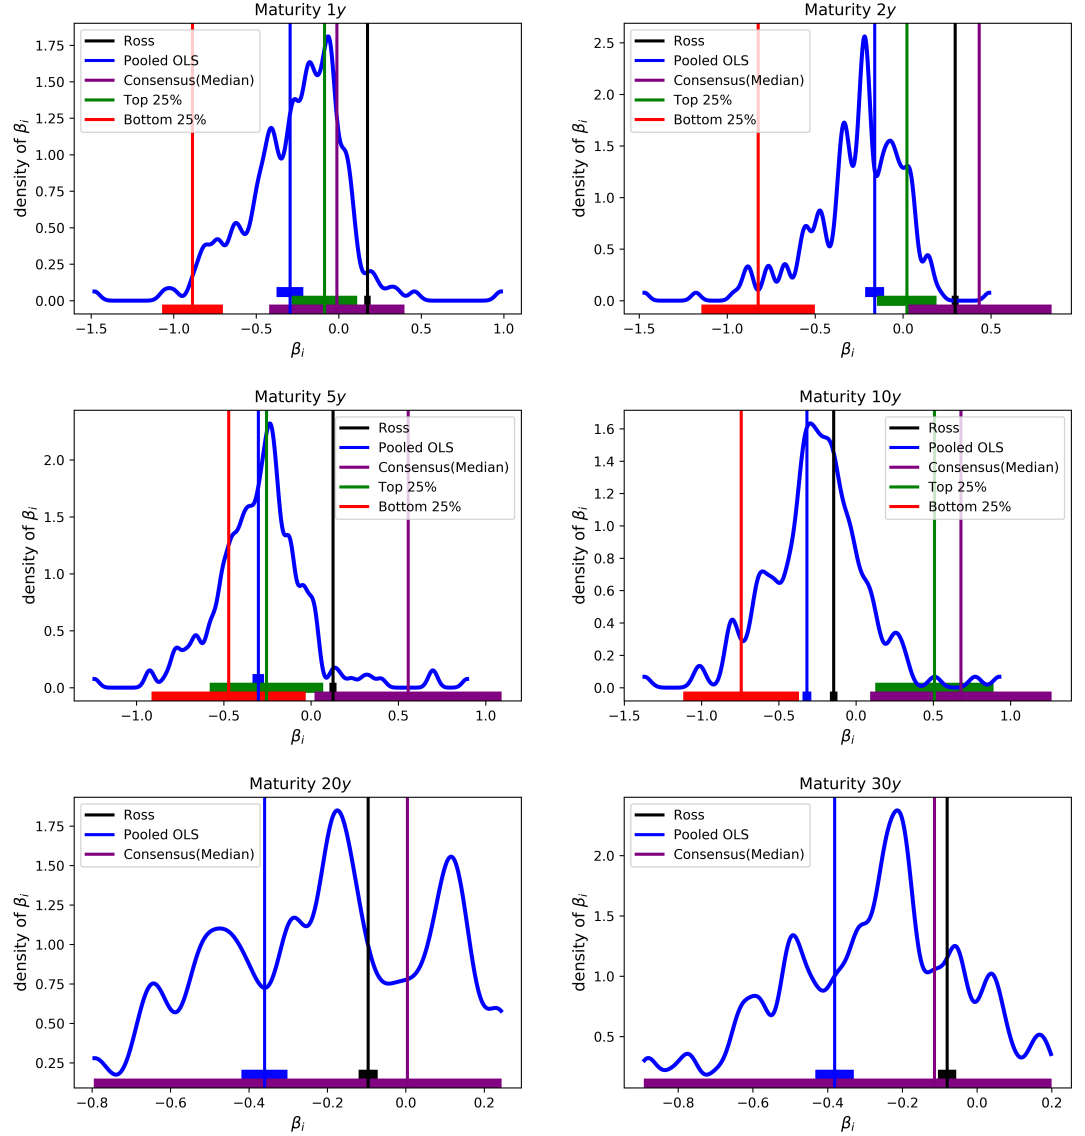 Maturity 1y
Ross
Pooled OLS
Consensus(Median)
Top 25%
Bottom 25%
density of βi
0.00
0.25
0.50
0.75
1.00
1.25
1.50
1.75
−1.5
−1.0
−0.5
0.0
0.5
1.0
βi
Maturity 2y
Ross
Pooled OLS
Consensus(Median)
Top 25%
Bottom 25%
density of βi
0.0
0.5
1.0
1.5
2.0
2.5
−1.5
−1.0
−0.5
0.0
0.5
βi
Maturity 5y
Ross
Pooled OLS
Consensus(Median)
Top 25%
Bottom 25%
density of βi
0.0
0.5
1.0
1.5
2.0
−1.0
−0.5
0.0
0.5
1.0
βi
Maturity 10y
Ross
Pooled OLS
Consensus(Median)
Top 25%
Bottom 25%
density of βi
0.0
0.2
0.4
0.6
0.8
1.0
1.2
1.4
1.6
−1.5
−1.0
−0.5
0.0
0.5
1.0
βi
Maturity 20y
Ross
Pooled OLS
Consensus(Median)
density of βi
0.25
0.50
0.75
1.00
1.25
1.50
1.75
−0.8
−0.6
−0.4
−0.2
0.0
0.2
βi
Maturity 30y
Ross
Pooled OLS
Consensus(Median)
density of βi
0.5
1.0
1.5
2.0
−0.8
−0.6
−0.4
−0.2
0.0
0.2
βi